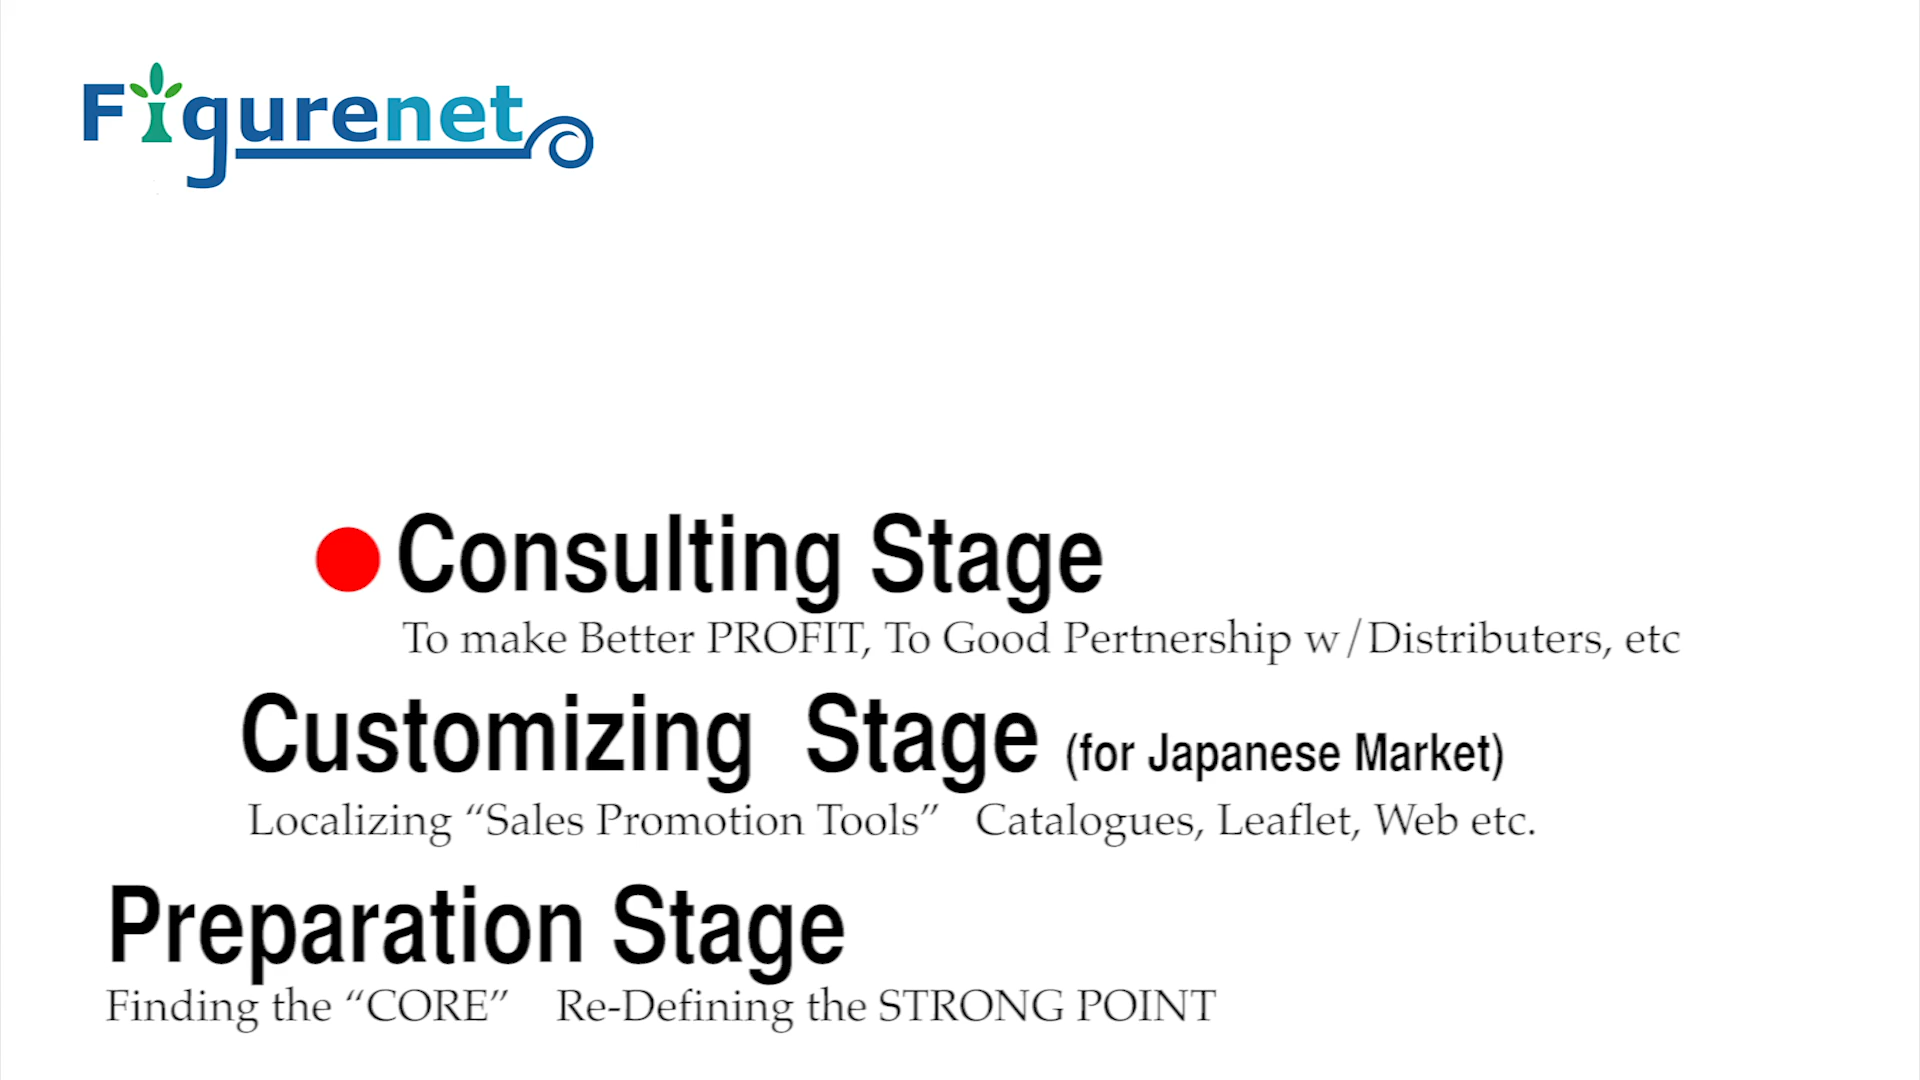 Figurenet
Consulting Stage
To make Better PROFIT, To Good Pertnership w/Distributers, etc
Customizing Stage (for Japanese Market)
Localizing “Sales Promotion Tools” Catalogues, Leaflet, Web etc.
Preparation Stage
Finding the “CORE” Re-Defining the STRONG POINT